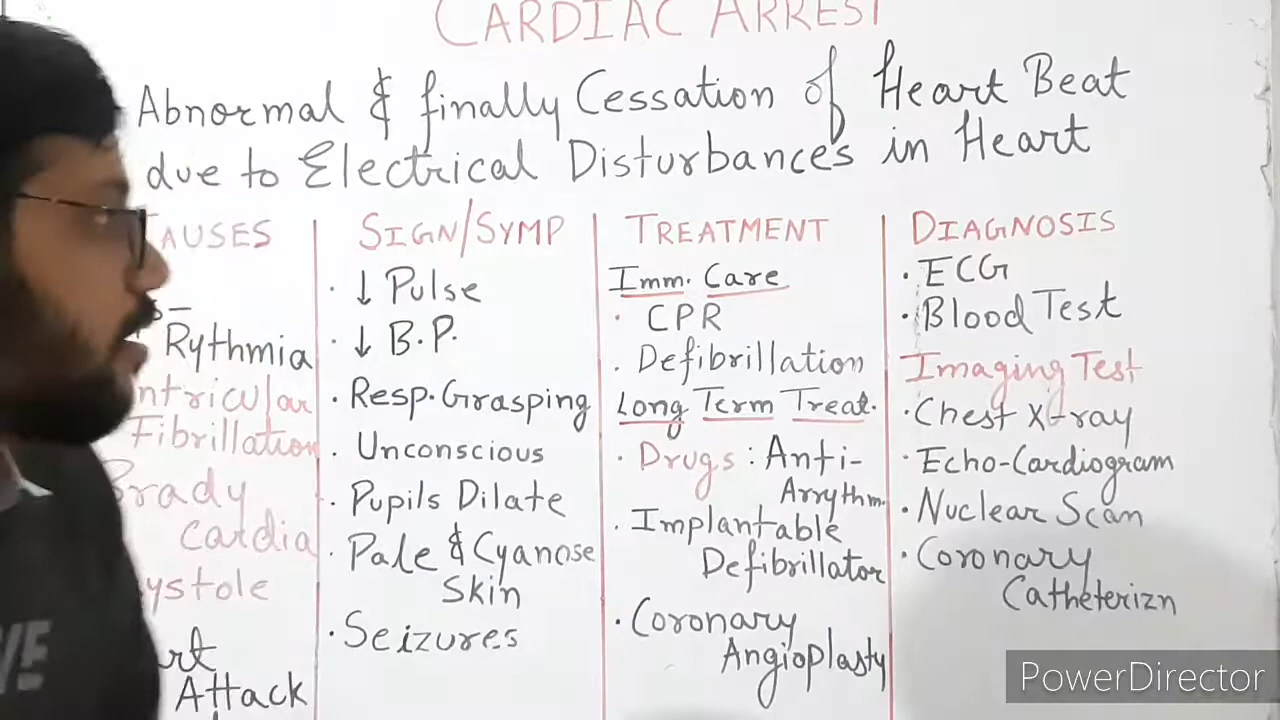 CARDIAC ARREST
Abnormal & finally Cessation of Heart Beat
due to Electrical Disturbances in Heart
AUSES
Rythmia
ntricular
Fibrillation
Brady
Cardia
ystole
rt
Attack
SIGN/SYMP
· ↓ Pulse
· ↓ B.P.
· Resp. Grasping
· Unconscious
· Pupils Dilate
· Pale & Cyanose
Skin
· Seizures
TREATMENT
Imm. Care
· CPR
· Defibrillation
Long Term Treat.
· Drugs: Anti-
Arrythm.
· Implantable
Defibrillator
· Coronary
Angioplasty
DIAGNOSIS
· ECG
· Blood Test
Imaging Test
· Chest X-ray
· Echo-Cardiogram
· Nuclear Scan
· Coronary
Catheterizn
VE
PowerDirector